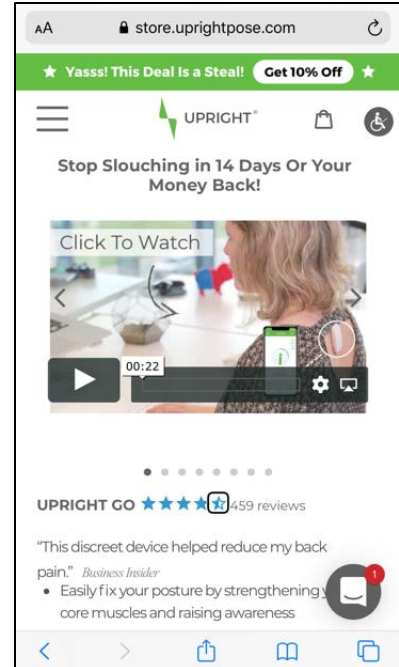 AA store.uprightpose.com
Yasss! This Deal Is a Steal! Get 10% Off
UPRIGHT®
Stop Slouching in 14 Days Or Your
Money Back!
Click To Watch
00:22
UPRIGHT GO 459 reviews
"This discreet device helped reduce my back
pain." Business Insider
• Easily fix your posture by strengthening
core muscles and raising awareness
1